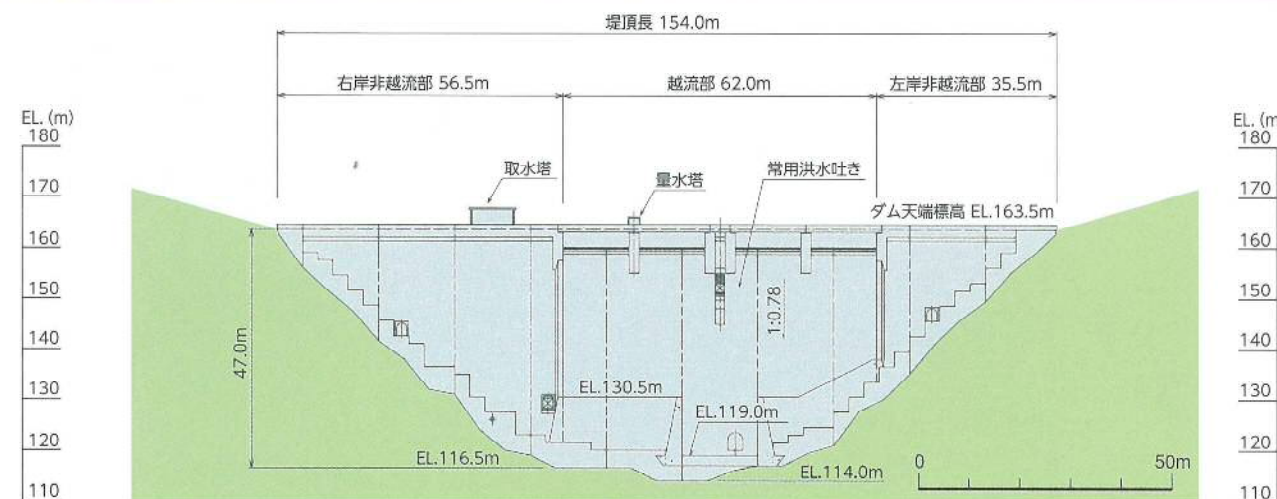 堤頂長 154.0m
右岸非越流部 56.5m
越流部 62.0m
左岸非越流部 35.5m
EL. (m)
180
170
160
150
140
130
120
110
取水塔
量水塔
常用洪水吐き
ダム天端標高 EL.163.5m
47.0m
1:0.78
EL.130.5m
EL.119.0m
EL.116.5m
EL.114.0m
0
50m
EL. (m
180
170
160
150
140
130
120
110